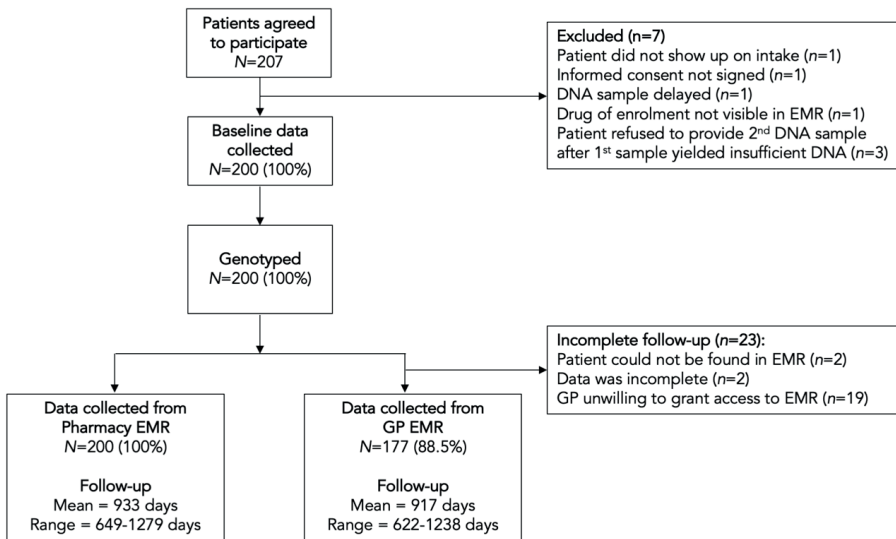 Patients agreed
to participate
N=207
Excluded (n=7)
Patient did not show up on intake (n=1)
Informed consent not signed (n=1)
DNA sample delayed (n=1)
Drug of enrolment not visible in EMR (n=1)
Patient refused to provide 2nd DNA sample
after 1st sample yielded insufficient DNA (n=3)
Baseline data
collected
N=200 (100%)
Genotyped
N=200 (100%)
Incomplete follow-up (n=23):
Patient could not be found in EMR (n=2)
Data was incomplete (n=2)
GP unwilling to grant access to EMR (n=19)
Data collected from
Pharmacy EMR
N=200 (100%)
Follow-up
Mean = 933 days
Range = 649-1279 days
Data collected from
GP EMR
N=177 (88.5%)
Follow-up
Mean = 917 days
Range = 622-1238 days